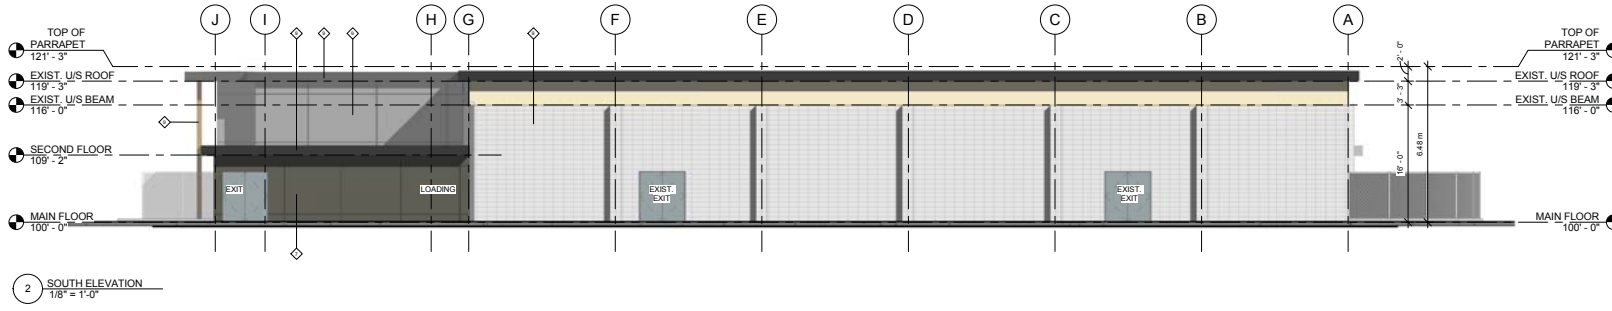 J I H G F E D C B A
TOP OF
PARRAPET
121' - 3"
EXIST. U/S ROOF
119' - 3"
EXIST. U/S BEAM
116' - 0"
SECOND FLOOR
109' - 2"
MAIN FLOOR
100' - 0"
EXIT
LOADING
EXIST.
EXIT
EXIST.
EXIT
7
2' - 0"
3' - 3"
16' - 0"
6.48 m
TOP OF
PARRAPET
121' - 3"
EXIST. U/S ROOF
119' - 3"
EXIST. U/S BEAM
116' - 0"
MAIN FLOOR
100' - 0"
2
SOUTH ELEVATION
1/8" = 1'-0"